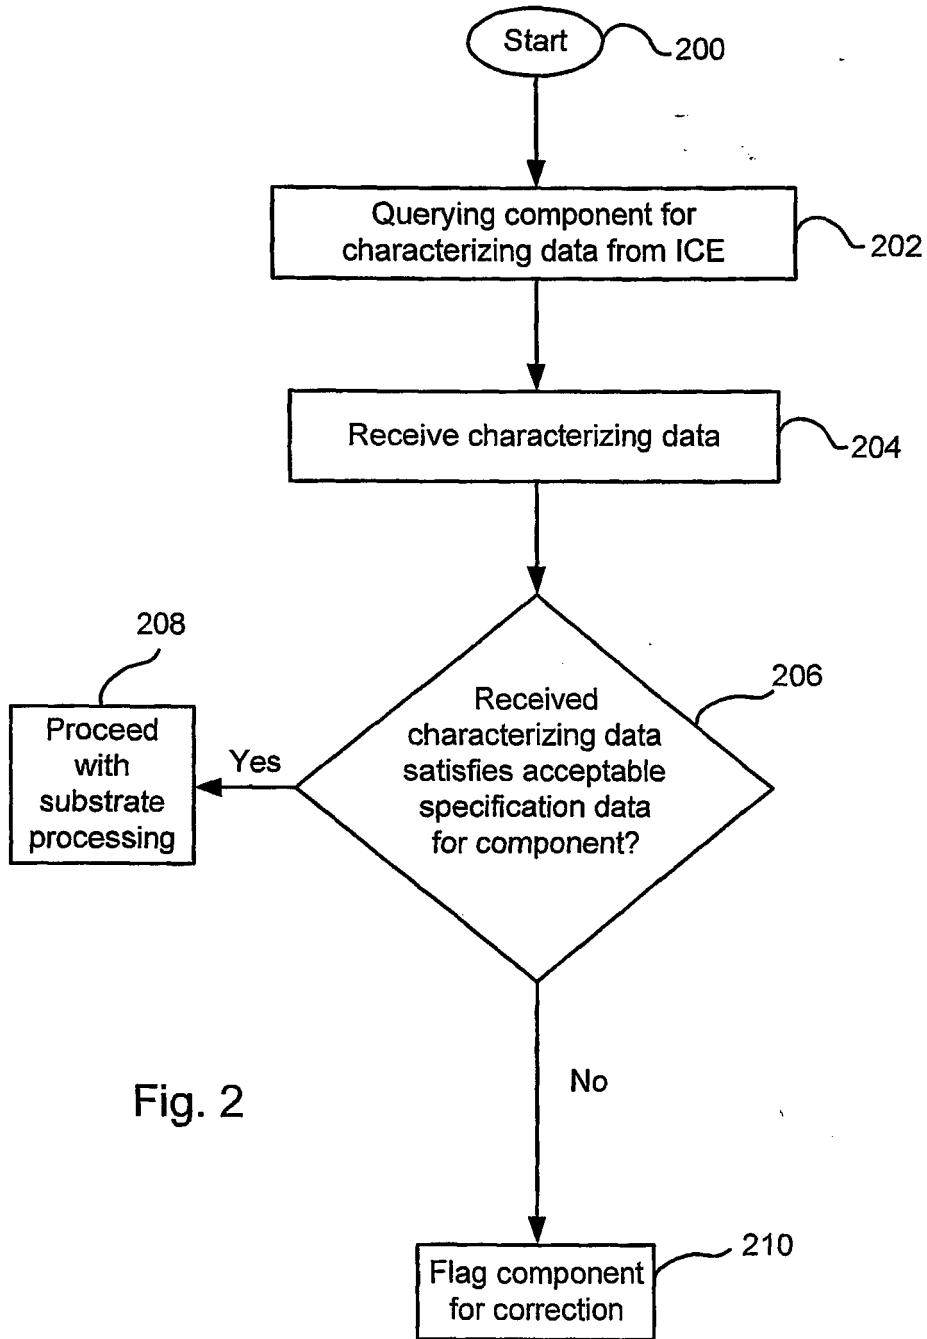 Start
200
Querying component for
characterizing data from ICE
202
Receive characterizing data
204
208
206
Received
characterizing data
satisfies acceptable
specification data
for component?
Yes
Proceed
with
substrate
processing
No
Fig. 2
210
Flag component
for correction